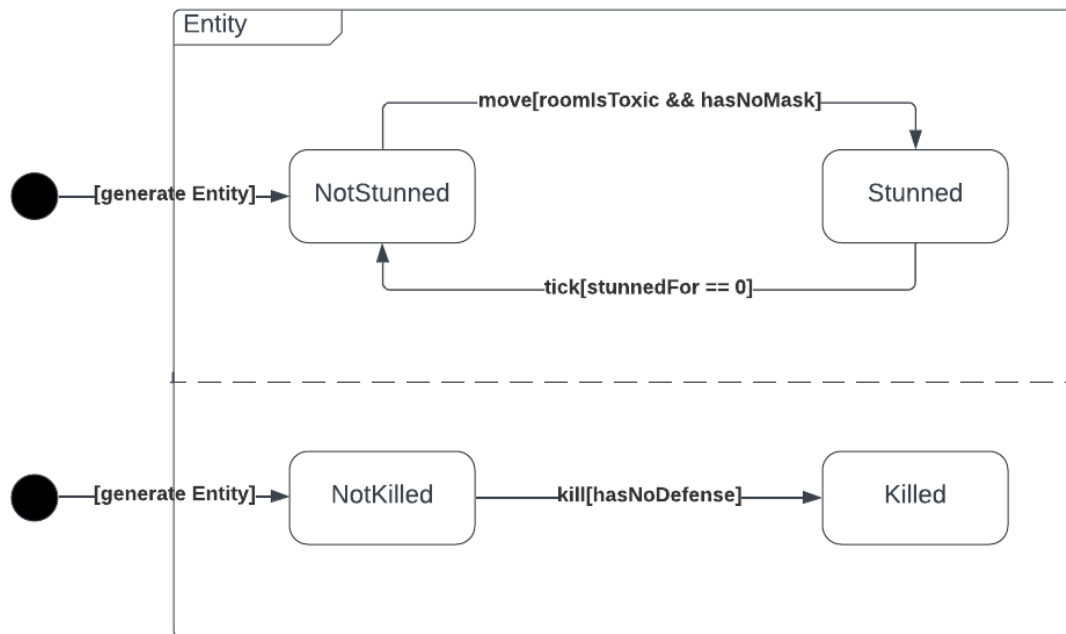 Entity
move[roomIsToxic && hasNoMask]
[generate Entity]
NotStunned
Stunned
tick[stunnedFor == 0]
[generate Entity]
NotKilled
kill[hasNoDefense]
Killed